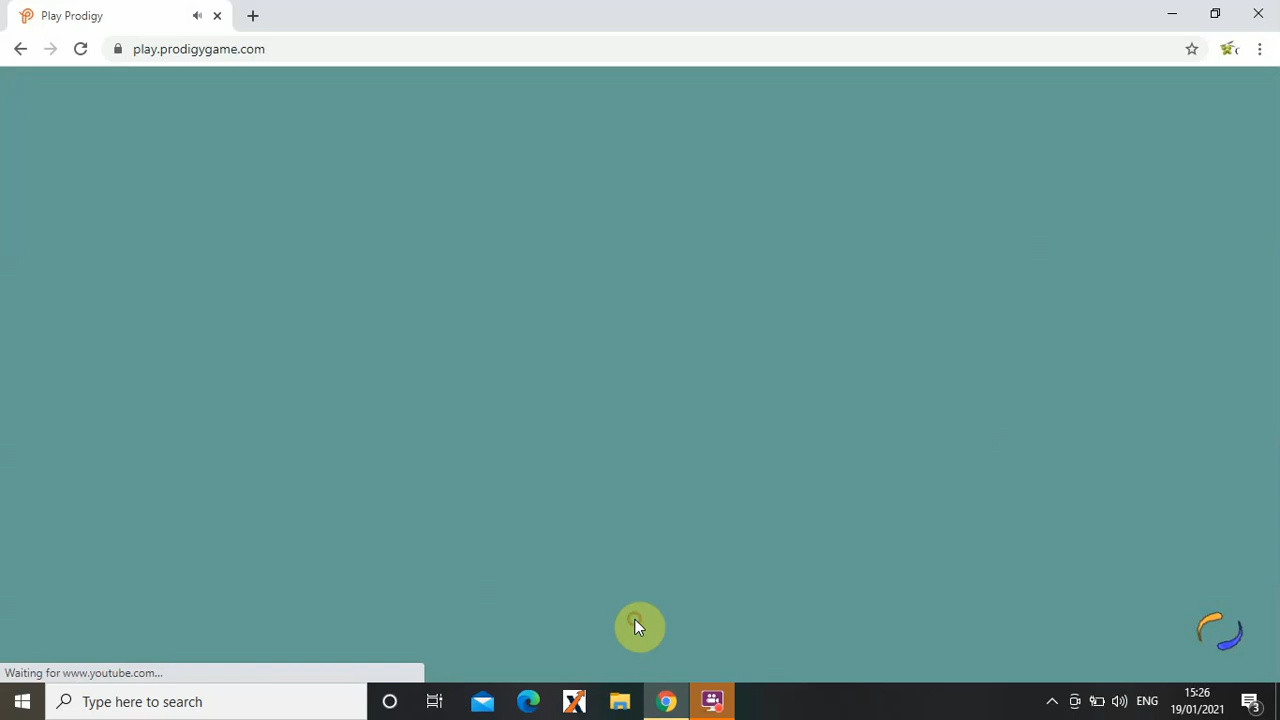 Play Prodigy
play.prodigygame.com
Waiting for www.youtube.com...
Type here to search
ENG
15:26
19/01/2021
3